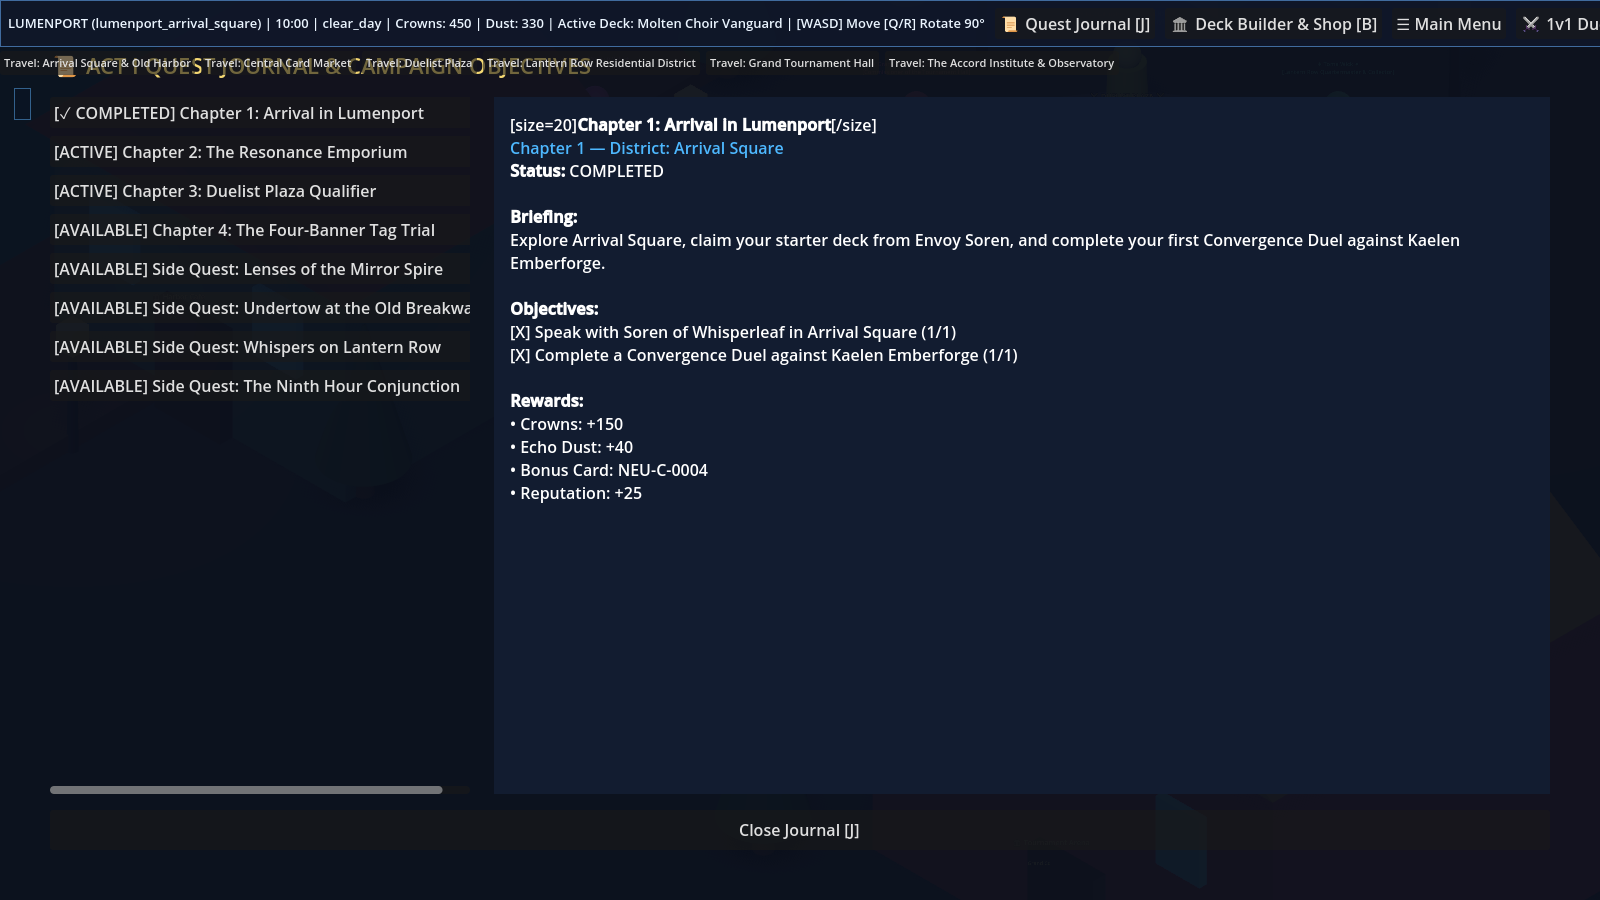 LUMENPORT (lumenport_arrival_square) | 10:00 | clear_day | Crowns: 450 | Dust: 330 | Active Deck: Molten Choir Vanguard | [WASD] Move [Q/R] Rotate 90°
Quest Journal [J]
Deck Builder & Shop [B]
☰ Main Menu
1v1 Du
Travel: Arrival Square & Old Harbor
Travel: Central Card Market
Travel: Duelist Plaza
Travel: Lantern Row Residential District
Travel: Grand Tournament Hall
Travel: The Accord Institute & Observatory
ACT I QUEST JOURNAL & CAMPAIGN OBJECTIVES
[✓ COMPLETED] Chapter 1: Arrival in Lumenport
[ACTIVE] Chapter 2: The Resonance Emporium
[ACTIVE] Chapter 3: Duelist Plaza Qualifier
[AVAILABLE] Chapter 4: The Four-Banner Tag Trial
[AVAILABLE] Side Quest: Lenses of the Mirror Spire
[AVAILABLE] Side Quest: Undertow at the Old Breakwa
[AVAILABLE] Side Quest: Whispers on Lantern Row
[AVAILABLE] Side Quest: The Ninth Hour Conjunction
[size=20]Chapter 1: Arrival in Lumenport[/size]
Chapter 1 — District: Arrival Square
Status: COMPLETED
Briefing:
Explore Arrival Square, claim your starter deck from Envoy Soren, and complete your first Convergence Duel against Kaelen
Emberforge.
Objectives:
[X] Speak with Soren of Whisperleaf in Arrival Square (1/1)
[X] Complete a Convergence Duel against Kaelen Emberforge (1/1)
Rewards:
• Crowns: +150
• Echo Dust: +40
• Bonus Card: NEU-C-0004
• Reputation: +25
Close Journal [J]